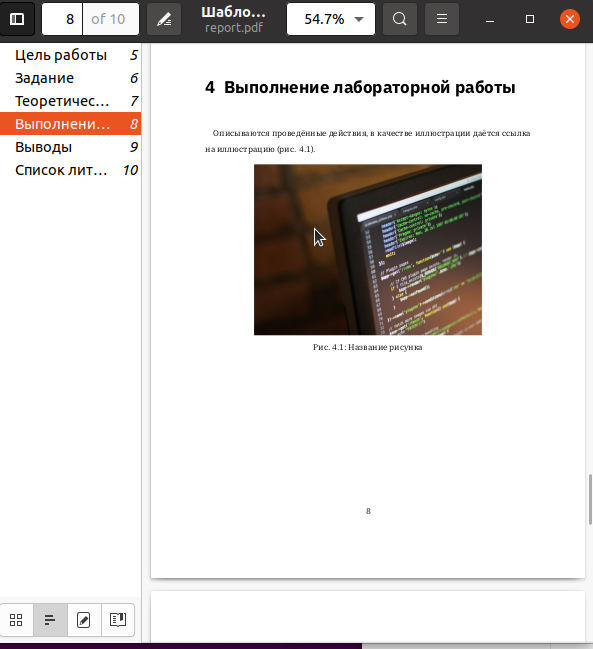 8
of 10
Шабло...
report.pdf
54.7%
Цель работы 5
Задание 6
Теоретичес... 7
Выполнени... 8
Выводы 9
Список лит... 10
4 Выполнение лабораторной работы
Описываются проведённые действия, в качестве иллюстрации даётся ссылка
на иллюстрацию (рис. 4.1).
Рис. 4.1: Название рисунка
8